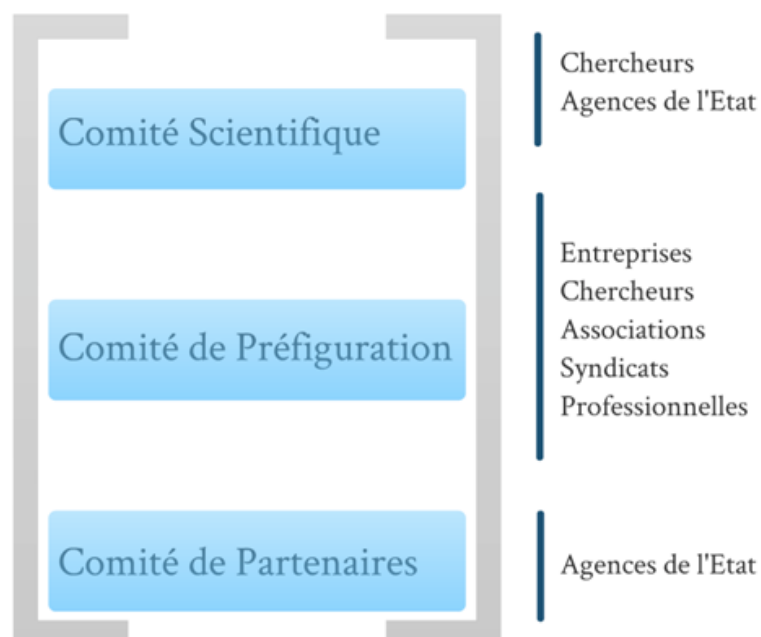 Comité Scientifique
Chercheurs
Agences de l'Etat
Comité de Préfiguration
Entreprises
Chercheurs
Associations
Syndicats
Professionnelles
Comité de Partenaires
Agences de l'Etat